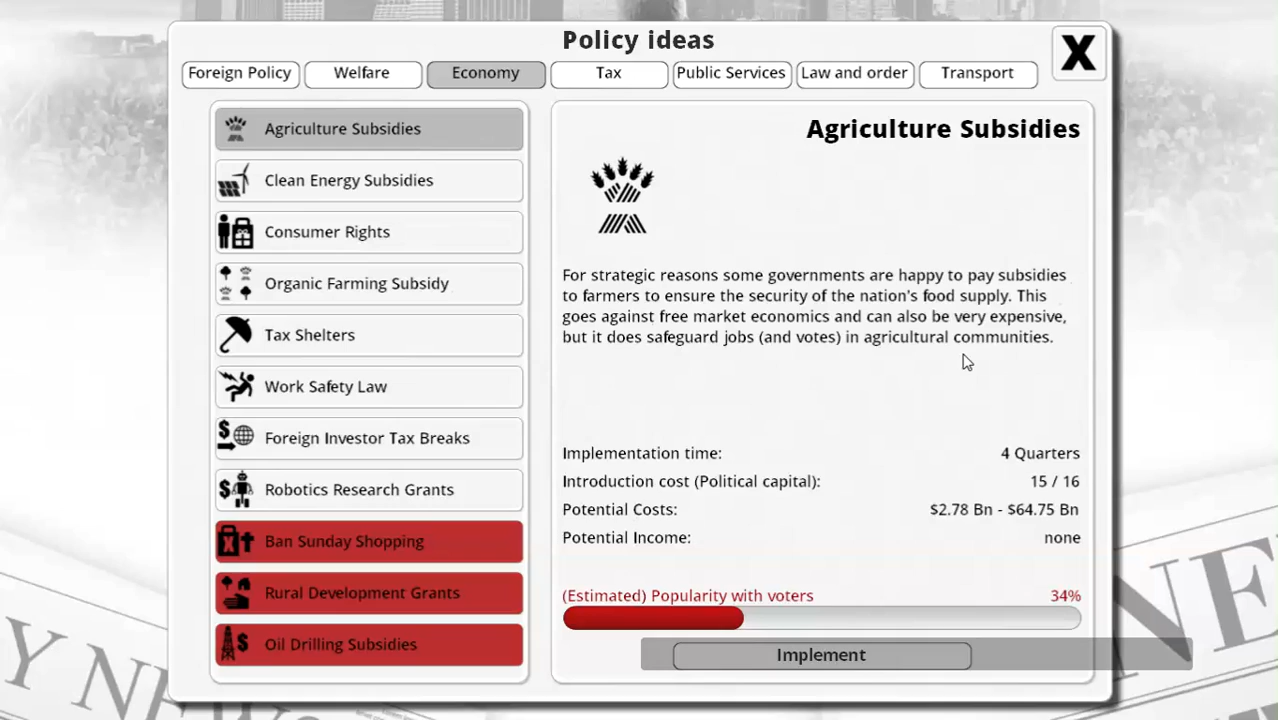 Policy ideas
X
Foreign Policy
Welfare
Economy
Tax
Public Services
Law and order
Transport
Agriculture Subsidies
Clean Energy Subsidies
Consumer Rights
Organic Farming Subsidy
Tax Shelters
Work Safety Law
Foreign Investor Tax Breaks
Robotics Research Grants
Ban Sunday Shopping
Rural Development Grants
Oil Drilling Subsidies
Agriculture Subsidies
For strategic reasons some governments are happy to pay subsidies
to farmers to ensure the security of the nation's food supply. This
goes against free market economics and can also be very expensive,
but it does safeguard jobs (and votes) in agricultural communities.
Implementation time: 4 Quarters
Introduction cost (Political capital): 15 / 16
Potential Costs: $2.78 Bn - $64.75 Bn
Potential Income: none
(Estimated) Popularity with voters 34%
Implement